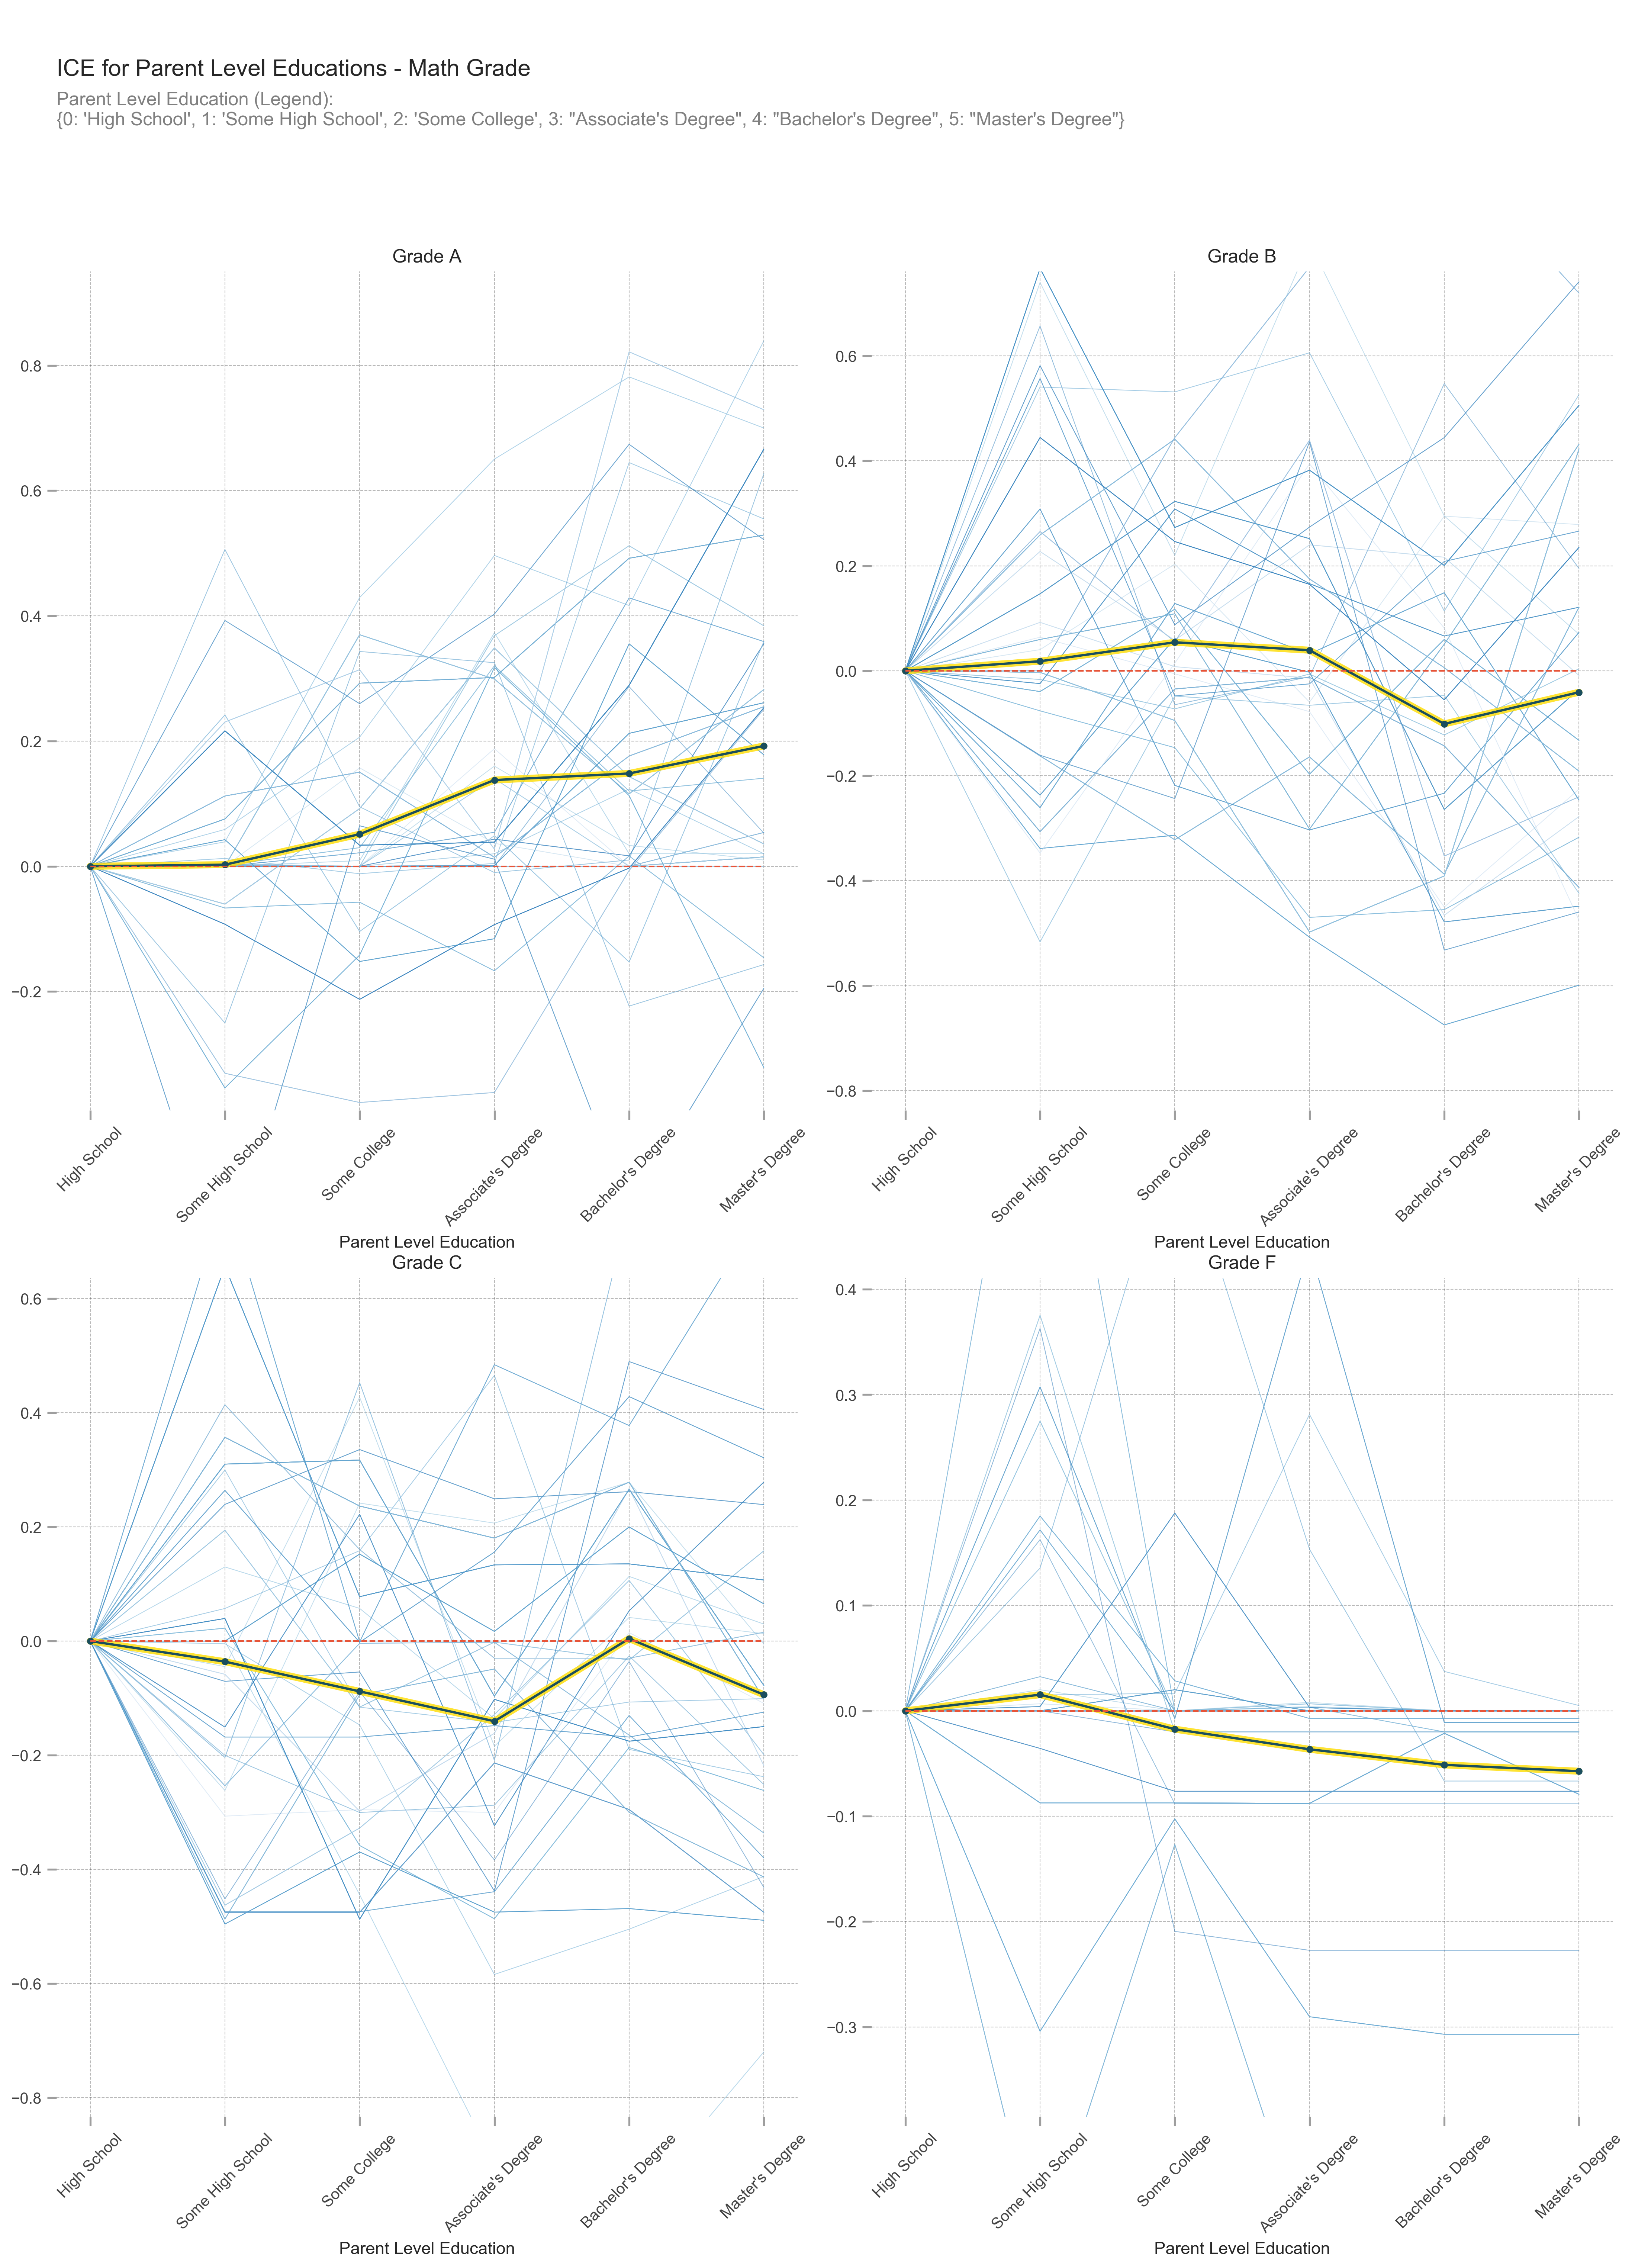 ICE for Parent Level Educations - Math Grade
Parent Level Education (Legend):
{0: 'High School', 1: 'Some High School', 2: 'Some College', 3: "Associate's Degree", 4: "Bachelor's Degree", 5: "Master's Degree"}
Grade A
0.8
0.6
0.4
0.2
0.0
−0.2
High School
Some High School
Some College
Associate's Degree
Bachelor's Degree
Master's Degree
Parent Level Education
Grade B
0.6
0.4
0.2
0.0
−0.2
−0.4
−0.6
−0.8
High School
Some High School
Some College
Associate's Degree
Bachelor's Degree
Master's Degree
Parent Level Education
Grade C
0.6
0.4
0.2
0.0
−0.2
−0.4
−0.6
−0.8
High School
Some High School
Some College
Associate's Degree
Bachelor's Degree
Master's Degree
Parent Level Education
Grade F
0.4
0.3
0.2
0.1
0.0
−0.1
−0.2
−0.3
High School
Some High School
Some College
Associate's Degree
Bachelor's Degree
Master's Degree
Parent Level Education